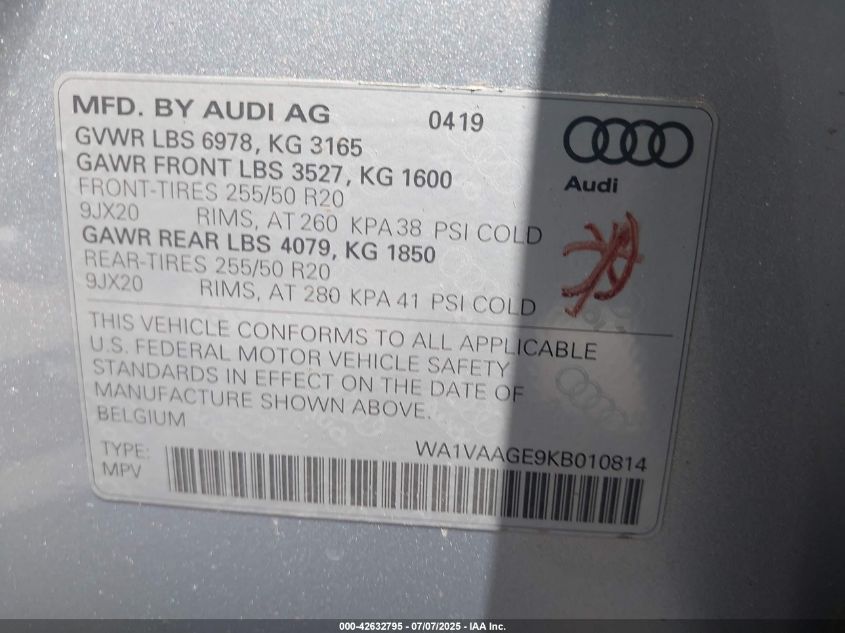 MFD. BY AUDI AG 0419
GVWR LBS 6978, KG 3165
GAWR FRONT LBS 3527, KG 1600
FRONT-TIRES 255/50 R20
9JX20 RIMS, AT 260 KPA 38 PSI COLD
GAWR REAR LBS 4079, KG 1850
REAR-TIRES 255/50 R20
9JX20 RIMS, AT 280 KPA 41 PSI COLD
Audi
THIS VEHICLE CONFORMS TO ALL APPLICABLE
U.S. FEDERAL MOTOR VEHICLE SAFETY
STANDARDS IN EFFECT ON THE DATE OF
MANUFACTURE SHOWN ABOVE.
BELGIUM
TYPE: WA1VAAGE9KB010814
MPV
000-42632795 - 07/07/2025 - IAA Inc.